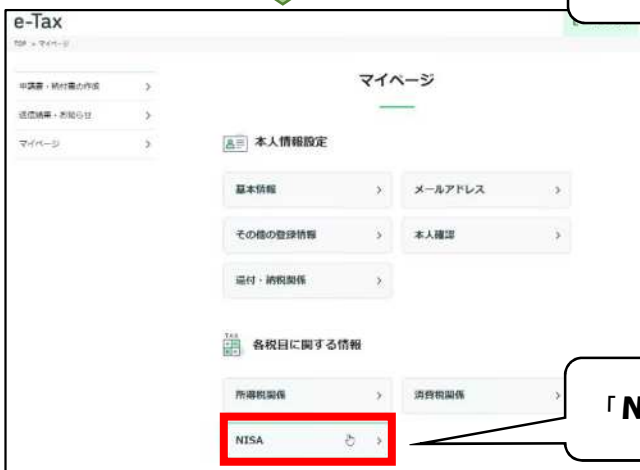 e-Tax
TOP > マイページ
申請書・納付書の作成
送信結果・お知らせ
マイページ
マイページ
本人情報設定
基本情報
メールアドレス
その他の登録情報
本人確認
還付・納税関係
TAX
各税目に関する情報
所得税関係
消費税関係
NISA
「N